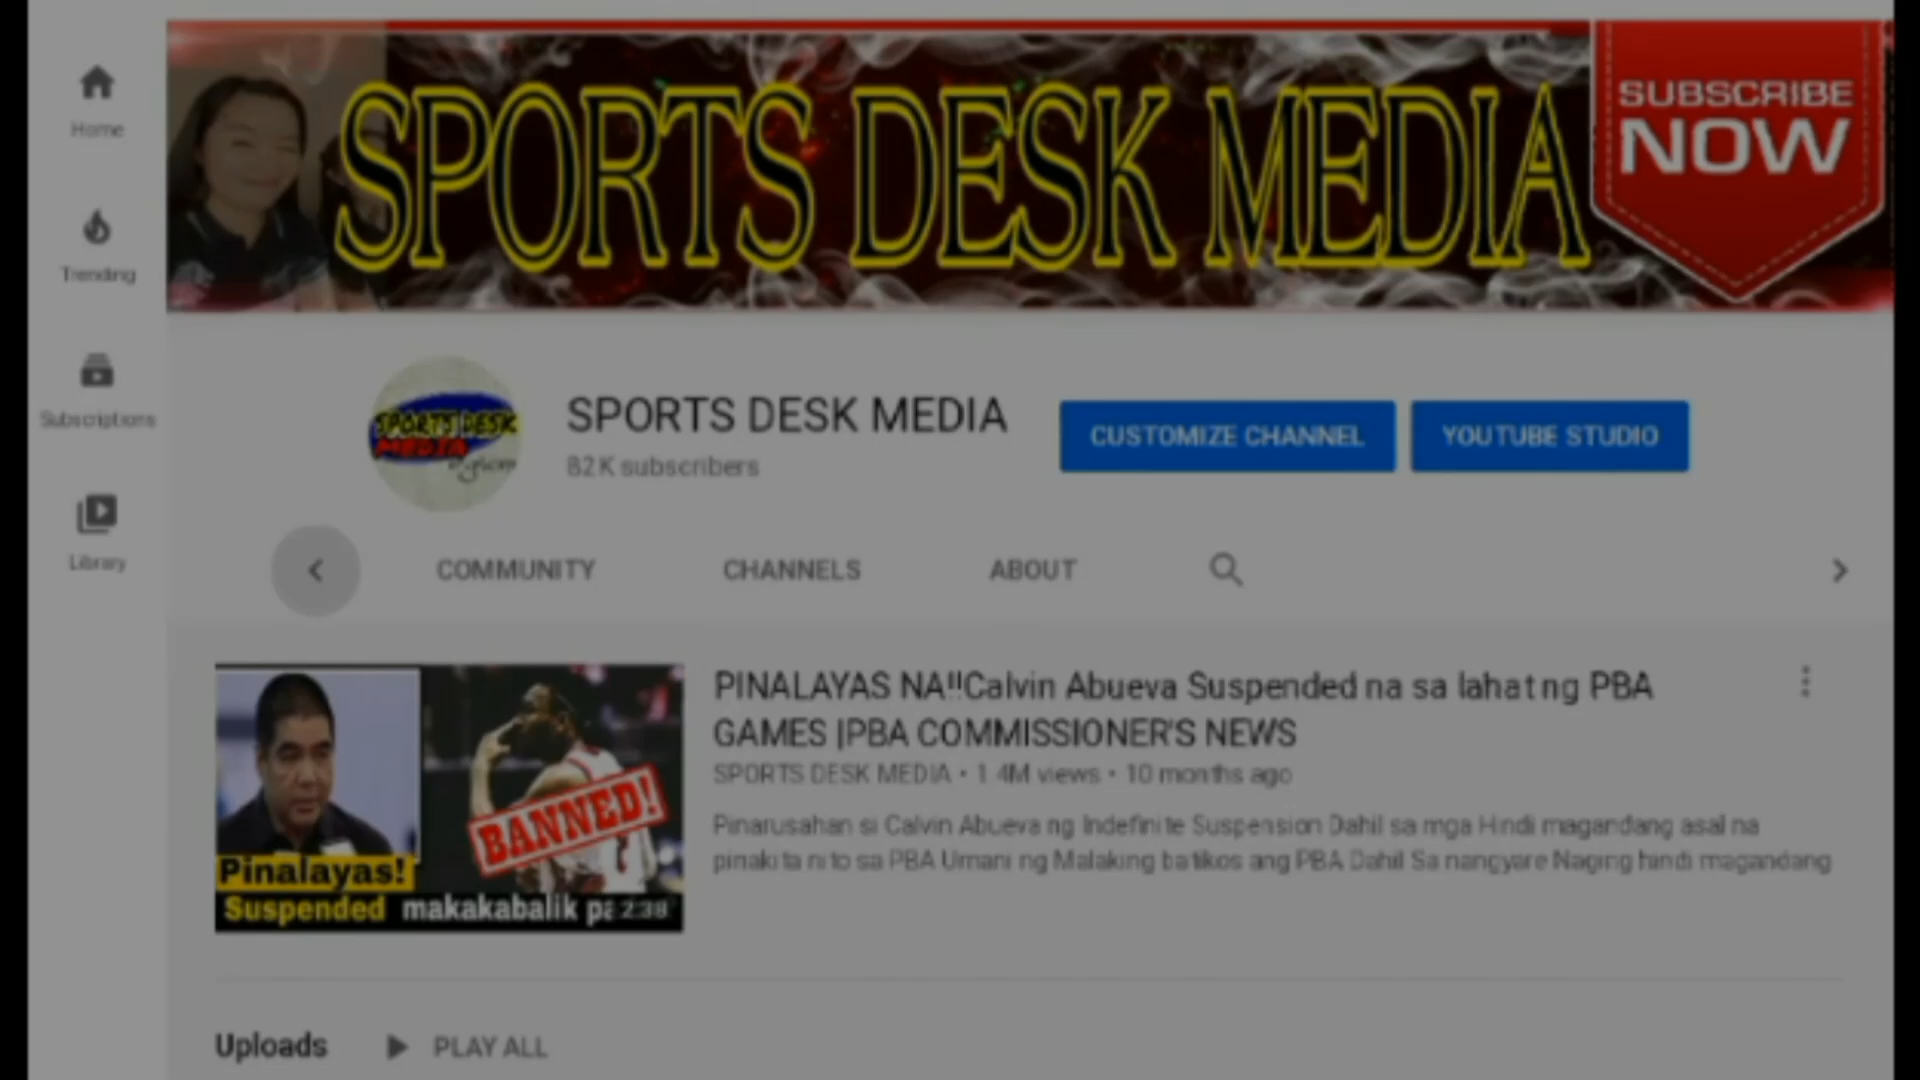 SPORTS DESK MEDIA
SUBSCRIBE
NOW
Home
Trending
Subscriptions
Library
SPORTS DESK
MEDIA
SPORTS DESK MEDIA
82K subscribers
CUSTOMIZE CHANNEL
YOUTUBE STUDIO
COMMUNITY
CHANNELS
ABOUT
BANNED!
Pinalayas!
Suspended makakabalik pa
2:38
PINALAYAS NA!!Calvin Abueva Suspended na sa lahat ng PBA
GAMES |PBA COMMISSIONER'S NEWS
SPORTS DESK MEDIA • 1.4M views • 10 months ago
Pinarusahan si Calvin Abueva ng Indefinite Suspension Dahil sa mga Hindi magandang asal na
pinakita nito sa PBA Umani ng Malaking batikos ang PBA Dahil Sa nangyare Naging hindi magandang
Uploads
PLAY ALL